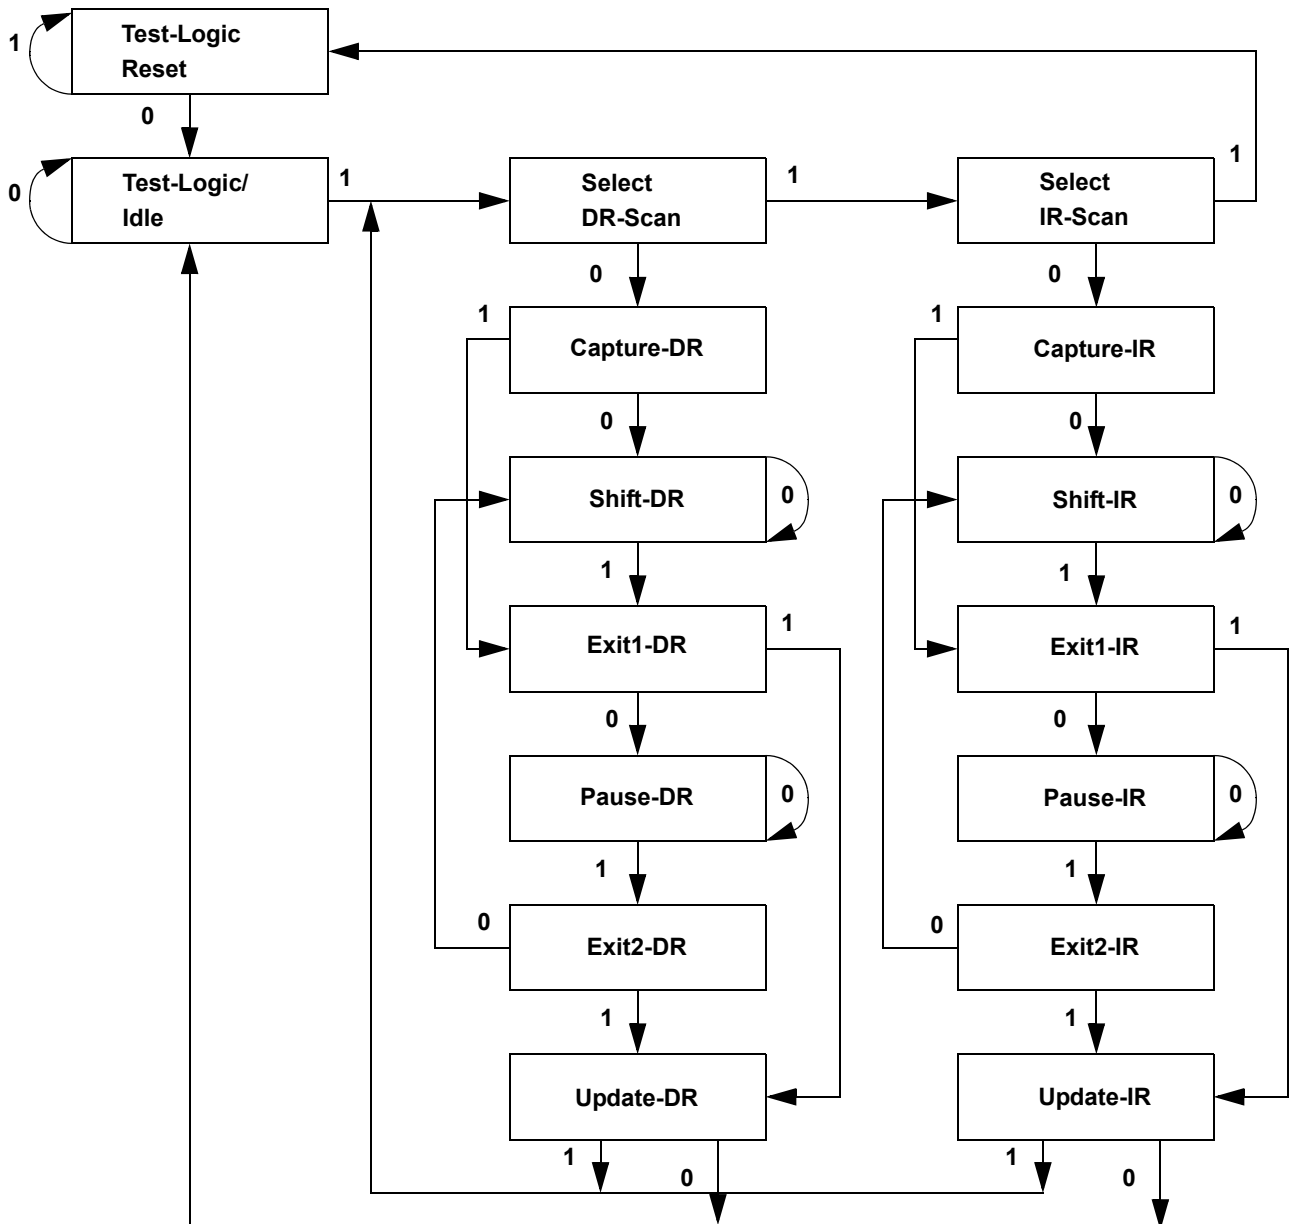 Test-Logic
Reset
1
0
Test-Logic/
Idle
0
1
Select
DR-Scan
1
Select
IR-Scan
1
0
0
1
Capture-DR
1
Capture-IR
0
0
Shift-DR
0
Shift-IR
0
1
1
Exit1-DR
1
Exit1-IR
1
0
0
Pause-DR
0
Pause-IR
0
1
1
0
Exit2-DR
0
Exit2-IR
1
1
Update-DR
Update-IR
1
0
1
0